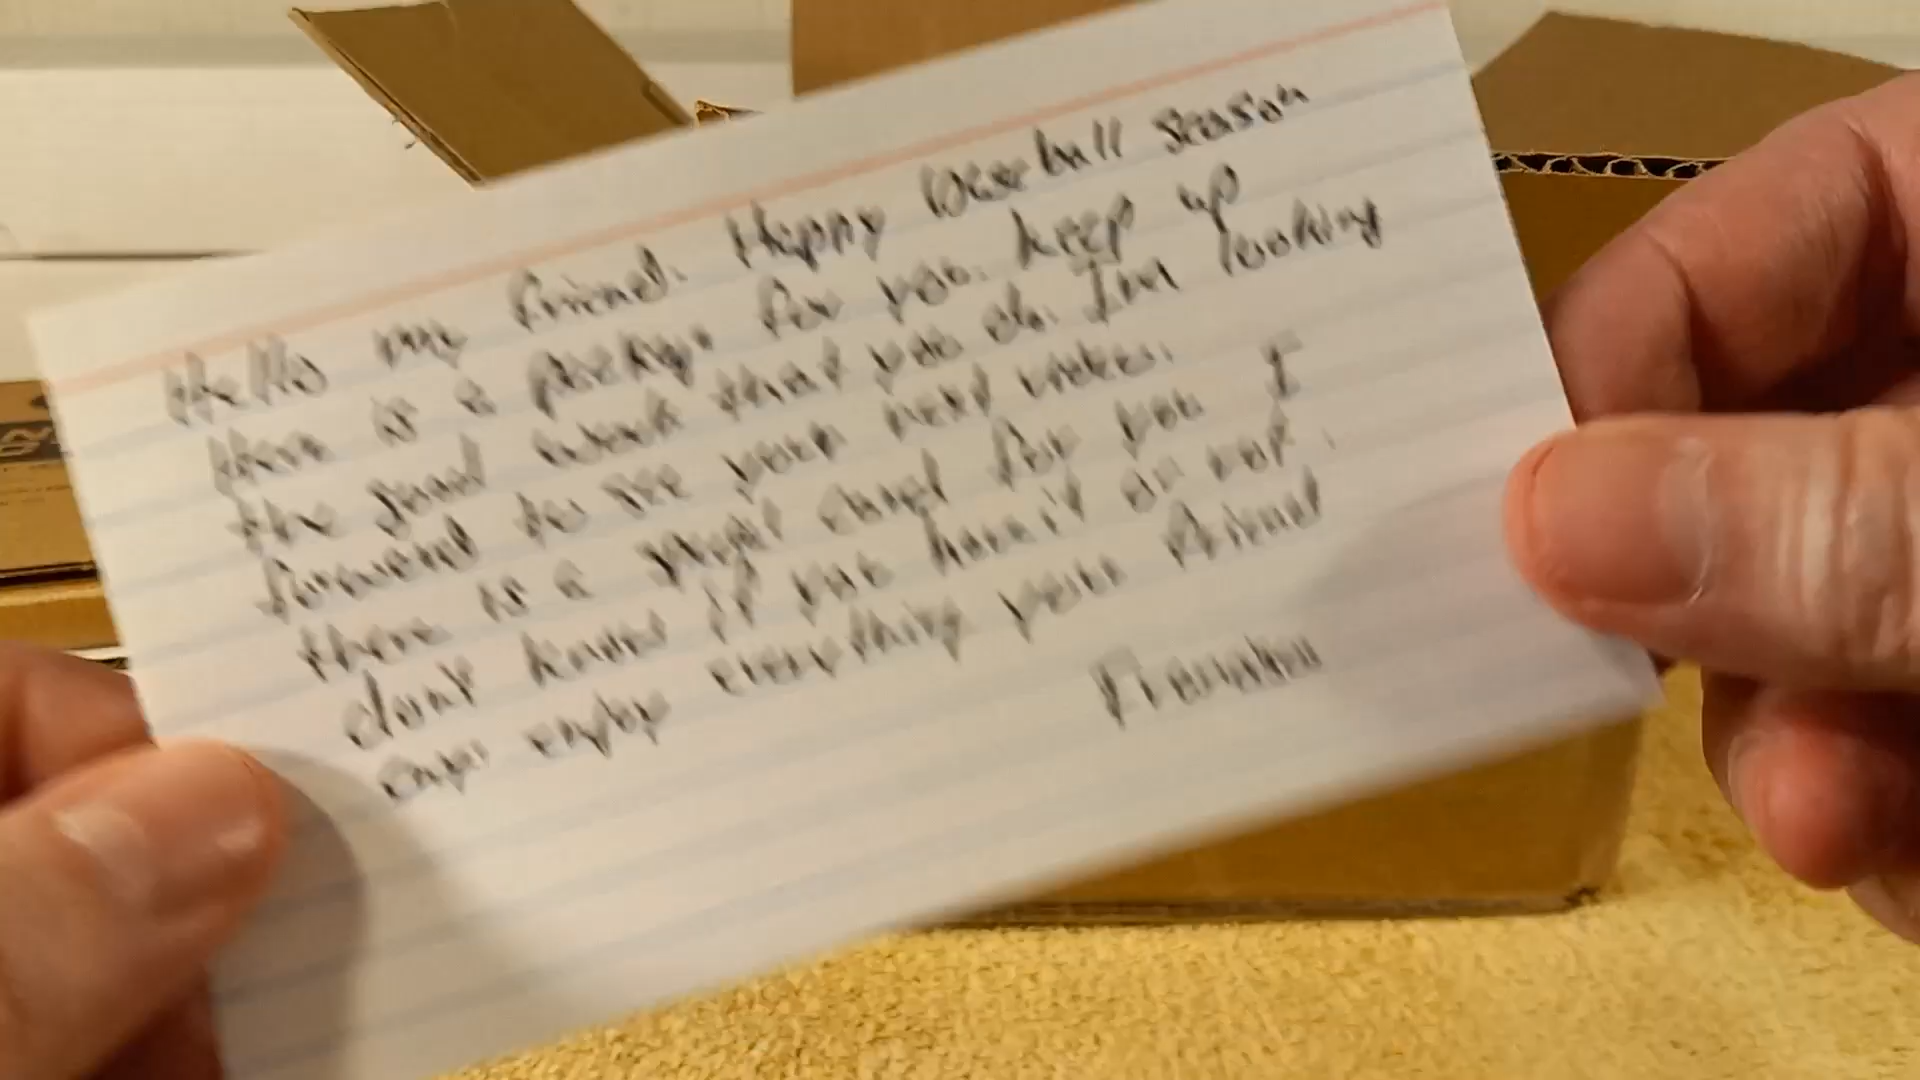 Hello my friend. Happy Baseball season
there is a package for you. keep up
the good work that you do. I'm looking
forward to see your next video.
there is a special card for you I
don't know if you have it or not.
enjoy everything your friend